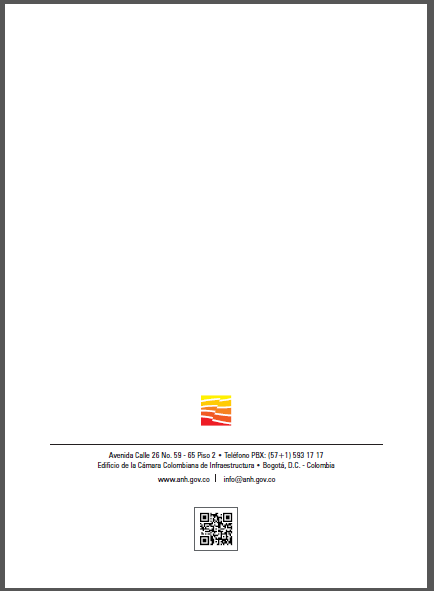 Avenida Calle 26 No. 59 - 65 Piso 2 • Teléfono PBX: (57+1) 593 17 17
Edificio de la Cámara Colombiana de Infraestructura • Bogotá, D.C. - Colombia
www.anh.gov.co | info@anh.gov.co